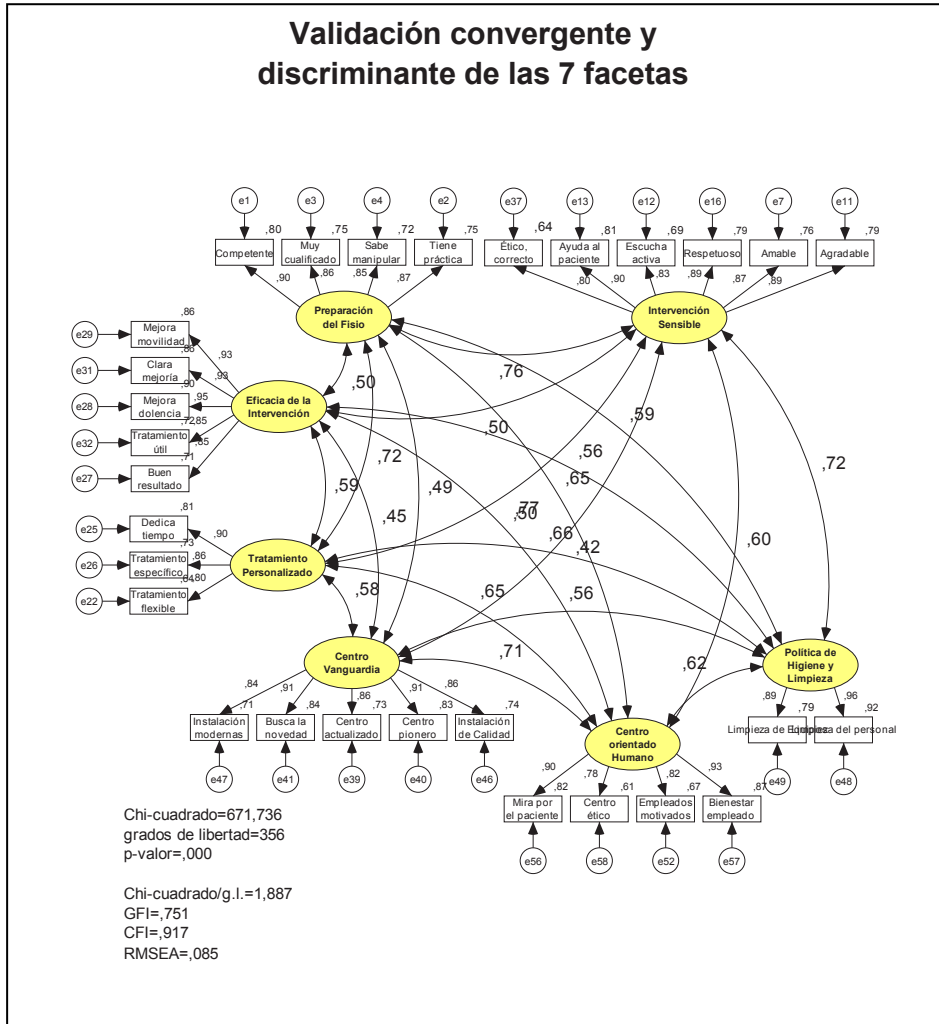 Validación convergente y
discriminante de las 7 facetas
e1 e3 e4 e2 e37 e13 e12 e16 e7 e11
,80 ,75 ,72 ,75 ,64 ,81 ,69 ,79 ,76 ,79
Competente
Muy
cualificado
Sabe
manipular
Tiene
práctica
Ético,
correcto
Ayuda al
paciente
Escucha
activa
Respetuoso
Amable
Agradable
,90 ,86 ,85 ,87 ,80 ,90 ,83 ,89 ,87 ,89
Preparación
del Fisio
Intervención
Sensible
,86
e29
Mejora
movilidad
,93
,86
e31
Clara
mejoría
,93
,90
e28
Mejora
dolencia
,95
,72
e32
Tratamiento
útil
,85
,85
,71
e27
Buen
resultado
Eficacia de la
Intervención
,50
,76
,50
,59
,56
,72
,65
,72
,59
,49
,45
,77
,50
,66
,42
,60
,81
e25
Dedica
tiempo
,90
,73
e26
Tratamiento
específico
,86
,64
e22
Tratamiento
flexible
,80
Tratamiento
Personalizado
,58
,65
,56
,71
,62
Centro
Vanguardia
Política de
Higiene y
Limpieza
,84 ,91 ,86 ,91 ,86
,71 ,84 ,73 ,83 ,74
Instalación
modernas
Busca la
novedad
Centro
actualizado
Centro
pionero
Instalación
de Calidad
e47 e41 e39 e40 e46
,89 ,96
,79 ,92
Limpieza de Equipos
Limpieza del personal
e49 e48
Centro
orientado
Humano
,90 ,78 ,82 ,93
,82 ,61 ,67 ,87
Mira por
el paciente
Centro
ético
Empleados
motivados
Bienestar
empleado
e56 e58 e52 e57
Chi-cuadrado=671,736
grados de libertad=356
p-valor=,000
Chi-cuadrado/g.l.=1,887
GFI=,751
CFI=,917
RMSEA=,085